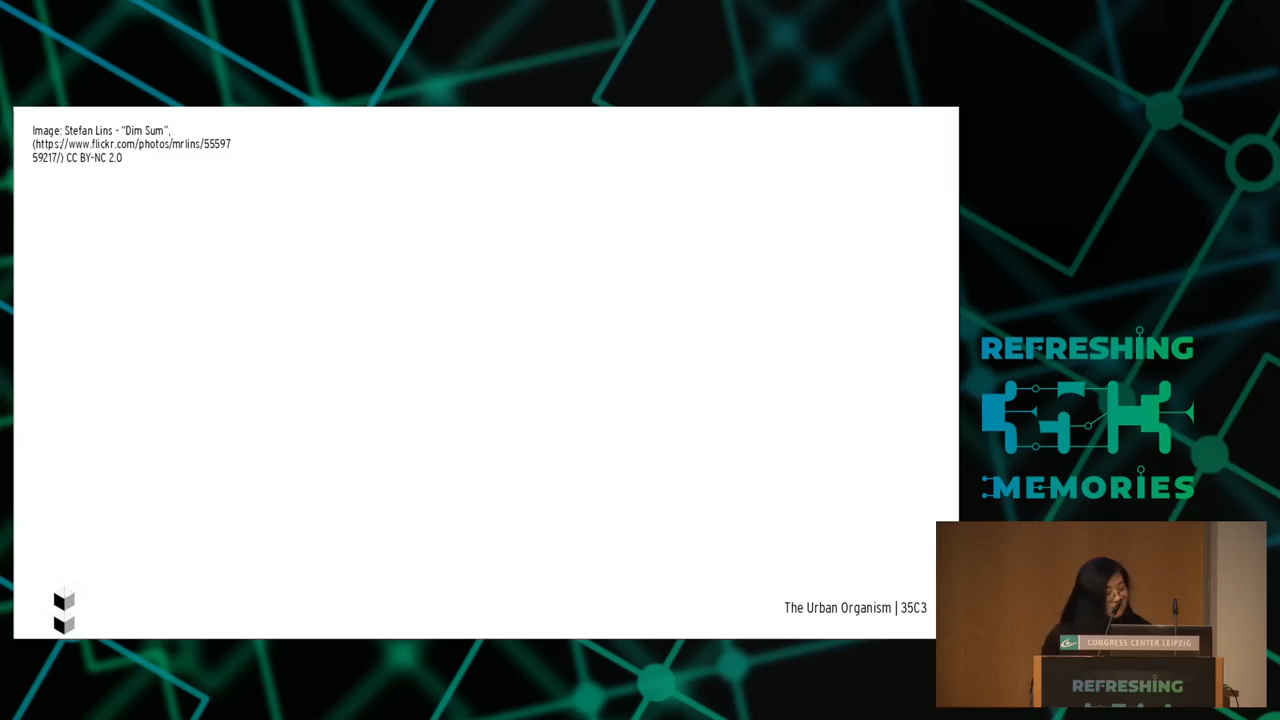 Image: Stefan Lins - "Dim Sum",
(https://www.flickr.com/photos/mrlins/55597
59217/) CC BY-NC 2.0
REFRESHING
35C3
MEMORIES
The Urban Organism | 35C3
CONGRESS CENTER LEIPZIG
REFRESHING